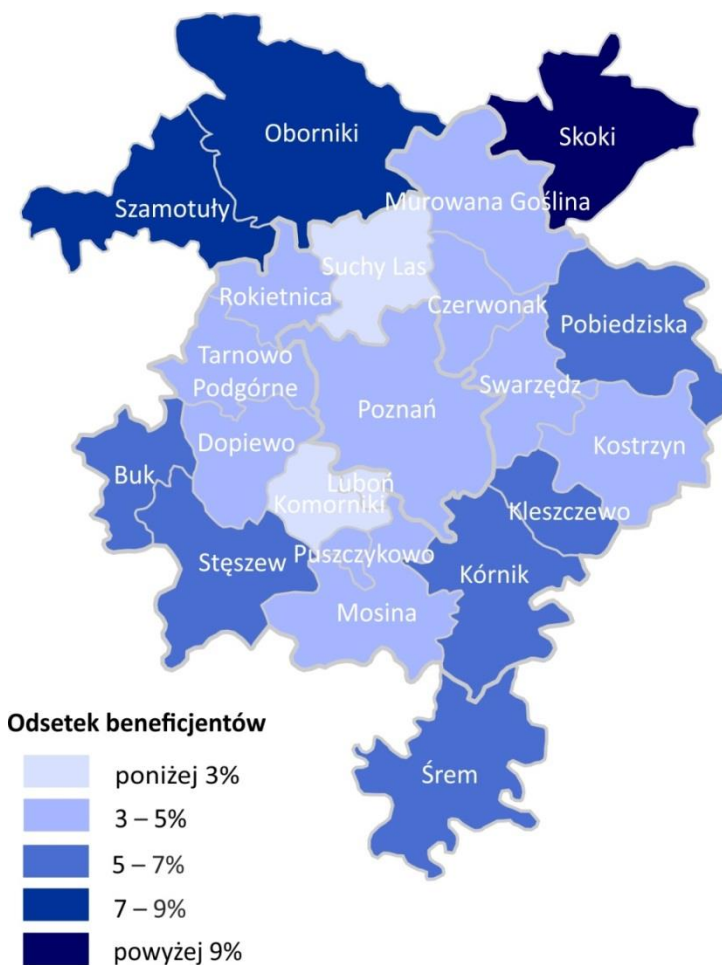 Oborniki
Skoki
Szamotuły
Murowana Goślina
Suchy Las
Rokietnica
Czerwonak
Pobiedziska
Tarnowo
Podgórne
Swarzędz
Poznań
Dopiewo
Kostrzyn
Buk
Luboń
Komorniki
Kleszczewo
Stęszew
Puszczykowo
Kórnik
Mosina
Śrem
Odsetek beneficjentów
poniżej 3%
3 – 5%
5 – 7%
7 – 9%
powyżej 9%